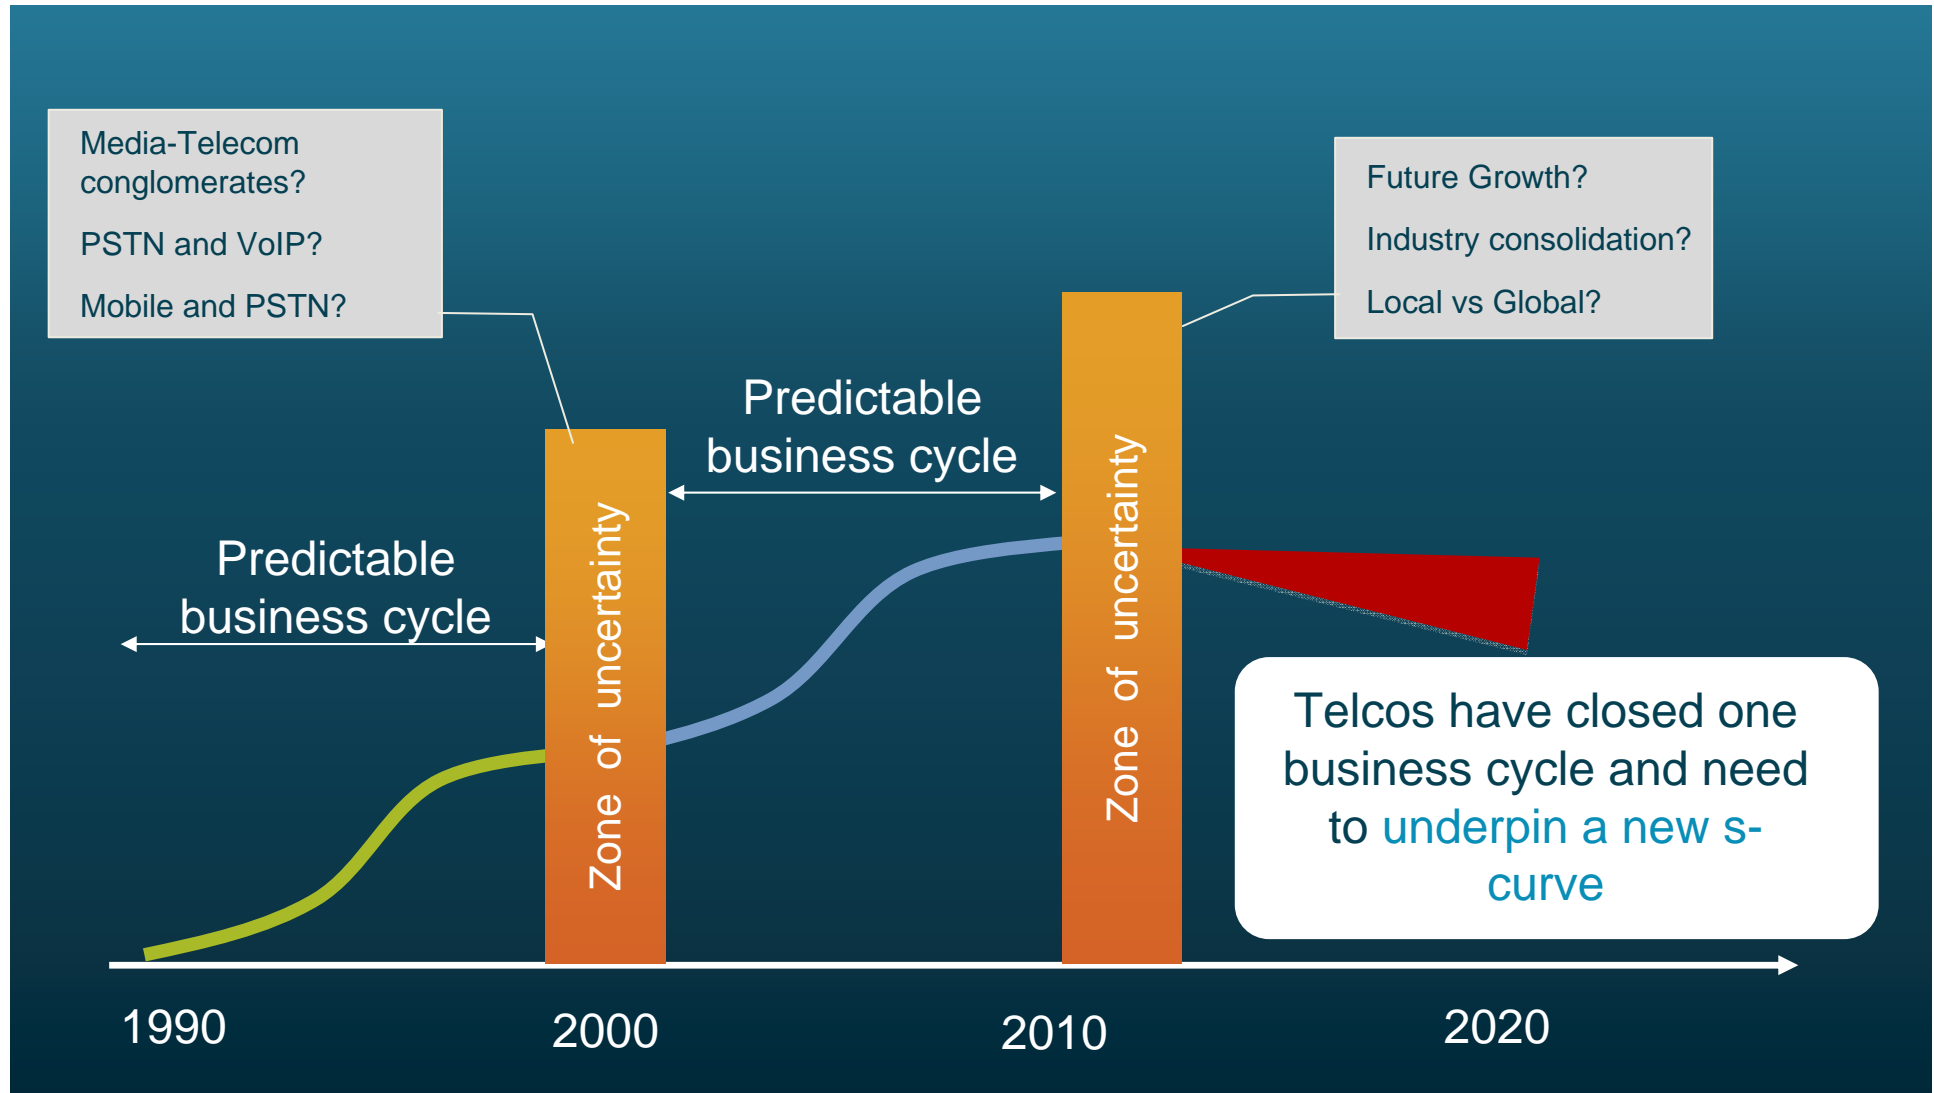 Media-Telecom
conglomerates?
PSTN and VoIP?
Mobile and PSTN?
Future Growth?
Industry consolidation?
Local vs Global?
Predictable
business cycle
Predictable
business cycle
Zone of uncertainty
Zone of uncertainty
Telcos have closed one
business cycle and need
to underpin a new s-
curve
1990
2000
2010
2020